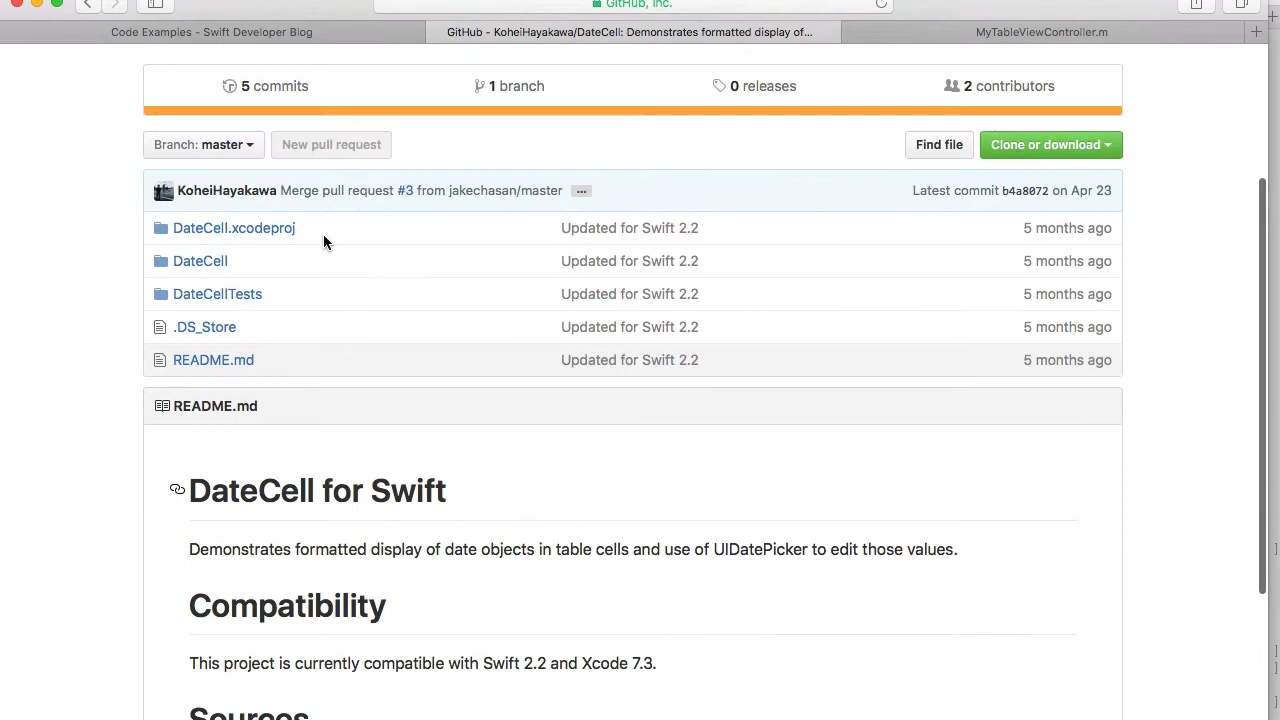 GitHub, Inc.
Code Examples - Swift Developer Blog
GitHub - KoheiHayakawa/DateCell: Demonstrates formatted display of...
MyTableViewController.m
5 commits
1 branch
0 releases
2 contributors
Branch: master
New pull request
Find file
Clone or download
KoheiHayakawa Merge pull request #3 from jakechasan/master ...
Latest commit b4a8072 on Apr 23
DateCell.xcodeproj Updated for Swift 2.2 5 months ago
DateCell Updated for Swift 2.2 5 months ago
DateCellTests Updated for Swift 2.2 5 months ago
.DS_Store Updated for Swift 2.2 5 months ago
README.md Updated for Swift 2.2 5 months ago
README.md
DateCell for Swift
Demonstrates formatted display of date objects in table cells and use of UIDatePicker to edit those values.
Compatibility
This project is currently compatible with Swift 2.2 and Xcode 7.3.
Sources